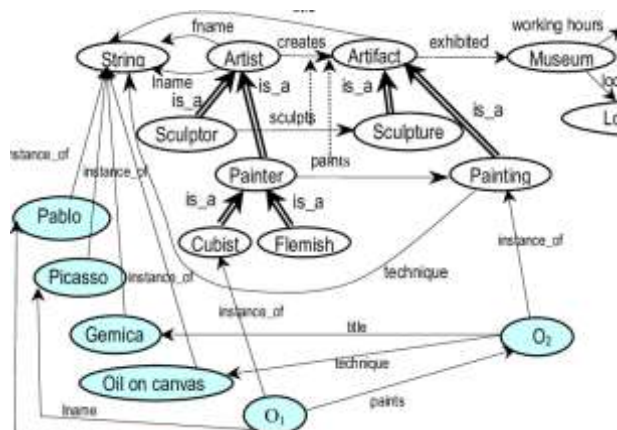 fname
working hours
String
Artist
creates
Artifact
exhibited
Museum
lname
is_a
is_a
is_a
is_a
Sculptor
sculpts
Sculpture
paints
instance_of
instance_of
Painter
Painting
Pablo
is_a
is_a
Cubist
Flemish
instance_of
Picasso
instance_of
technique
instance_of
Gernica
title
O₂
technique
Oil on canvas
lname
O₁
paints